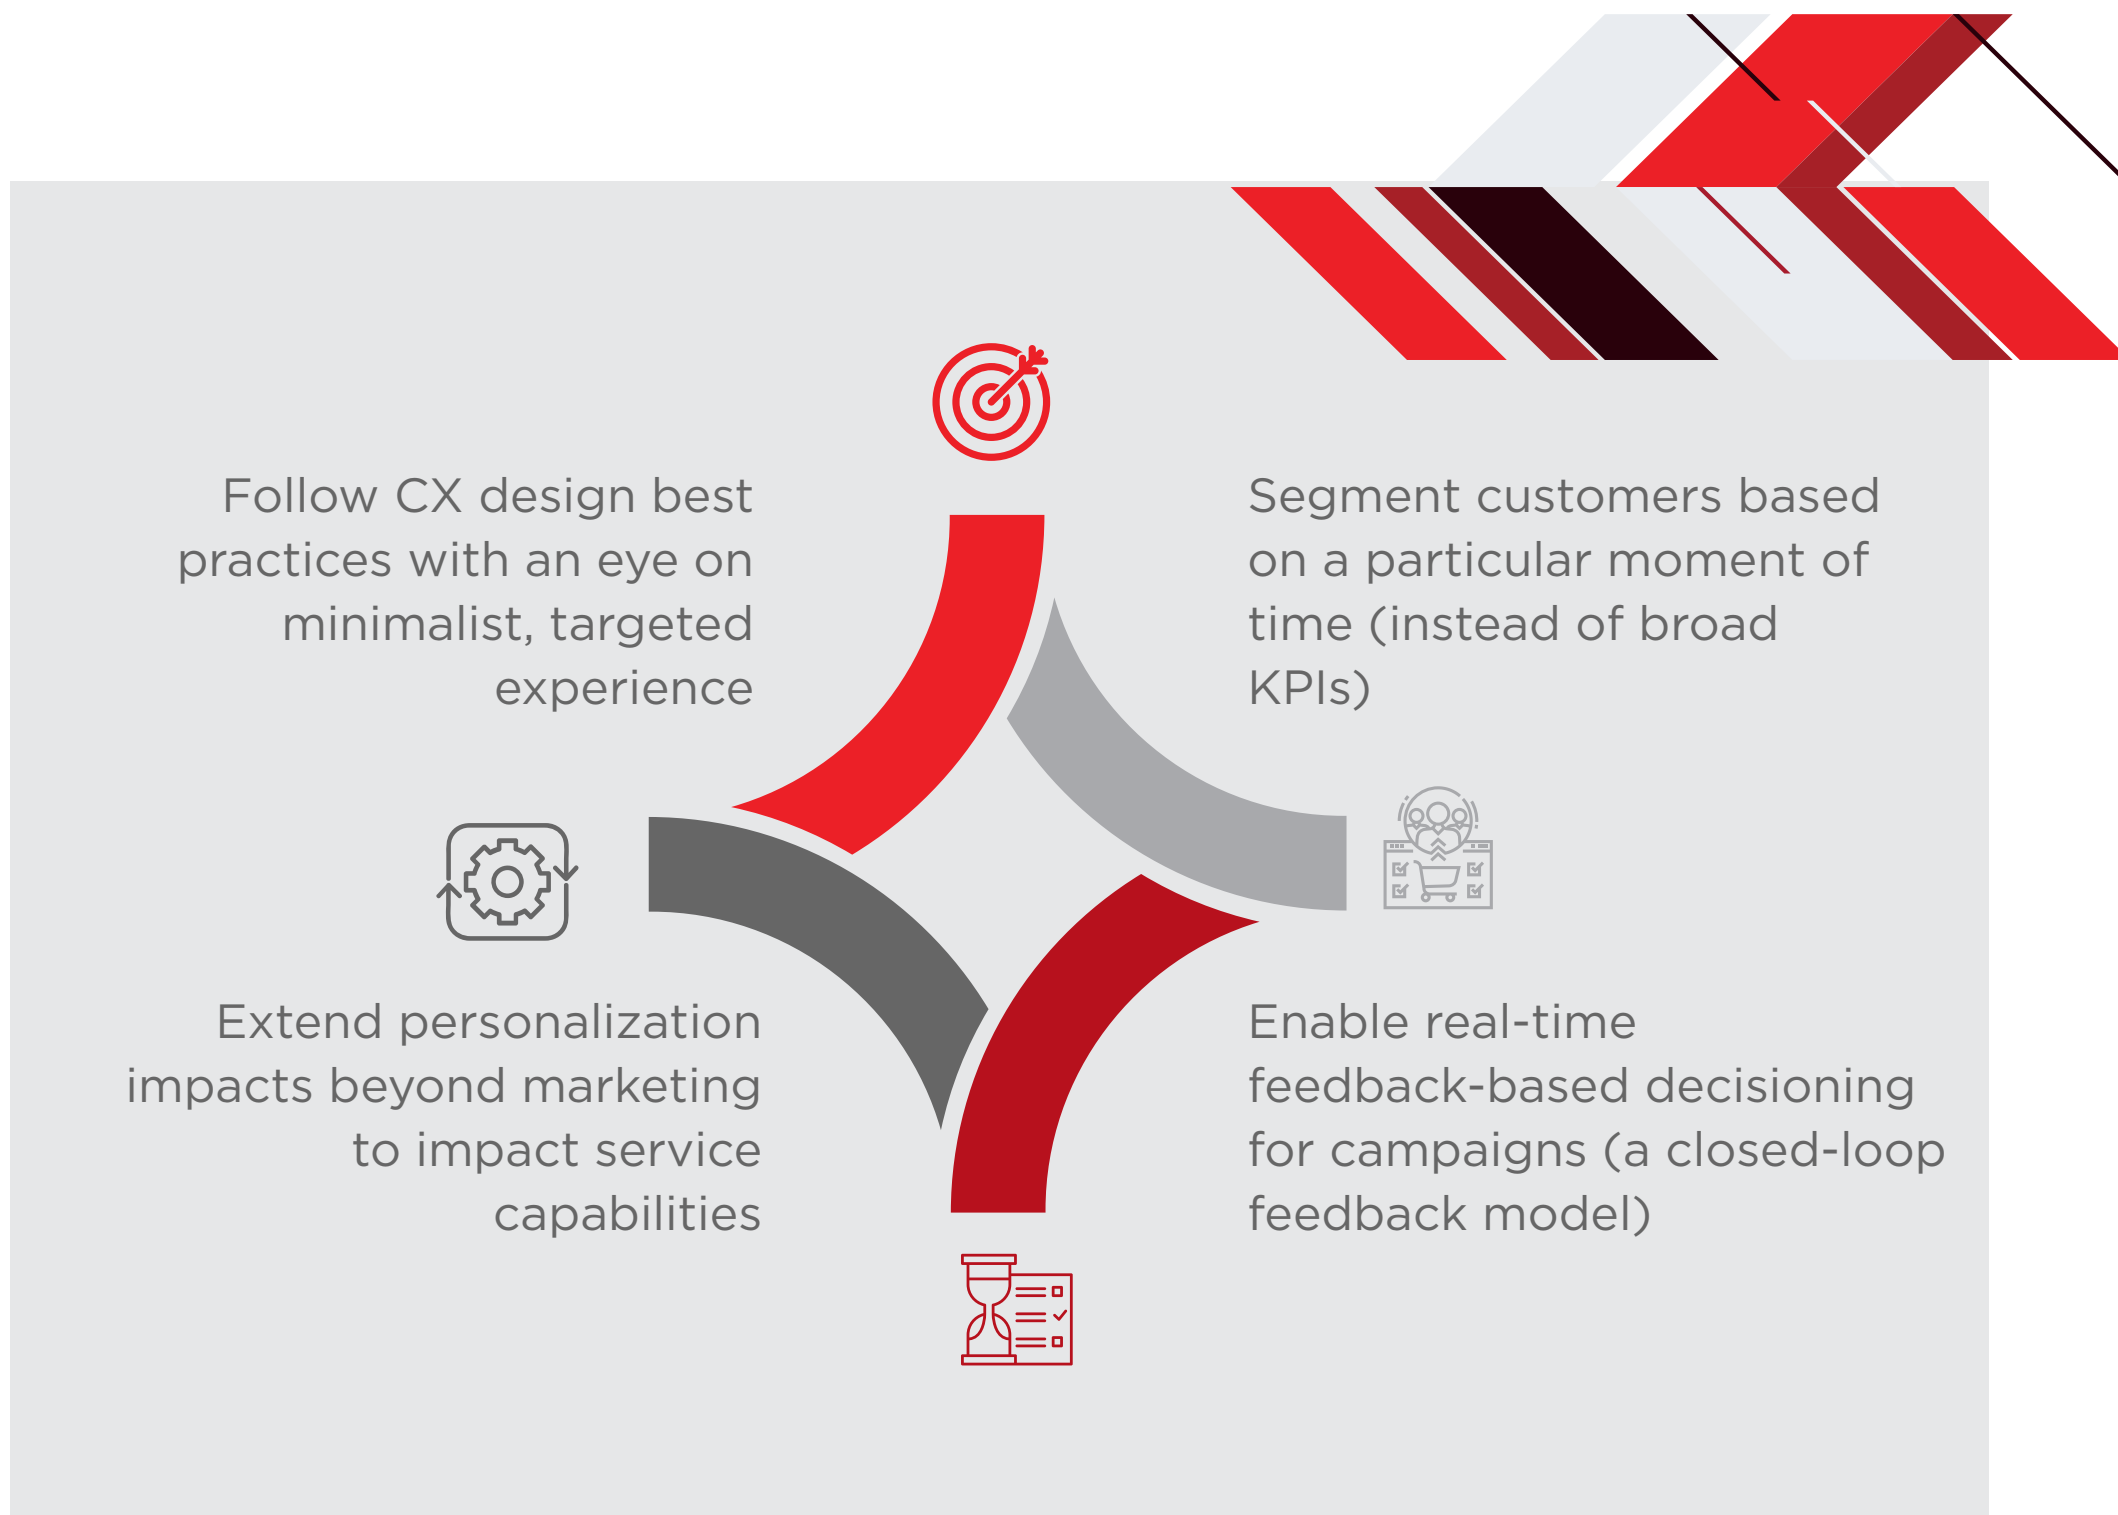 Follow CX design best
practices with an eye on
minimalist, targeted
experience
Segment customers based
on a particular moment of
time (instead of broad
KPIs)
Extend personalization
impacts beyond marketing
to impact service
capabilities
Enable real-time
feedback-based decisioning
for campaigns (a closed-loop
feedback model)